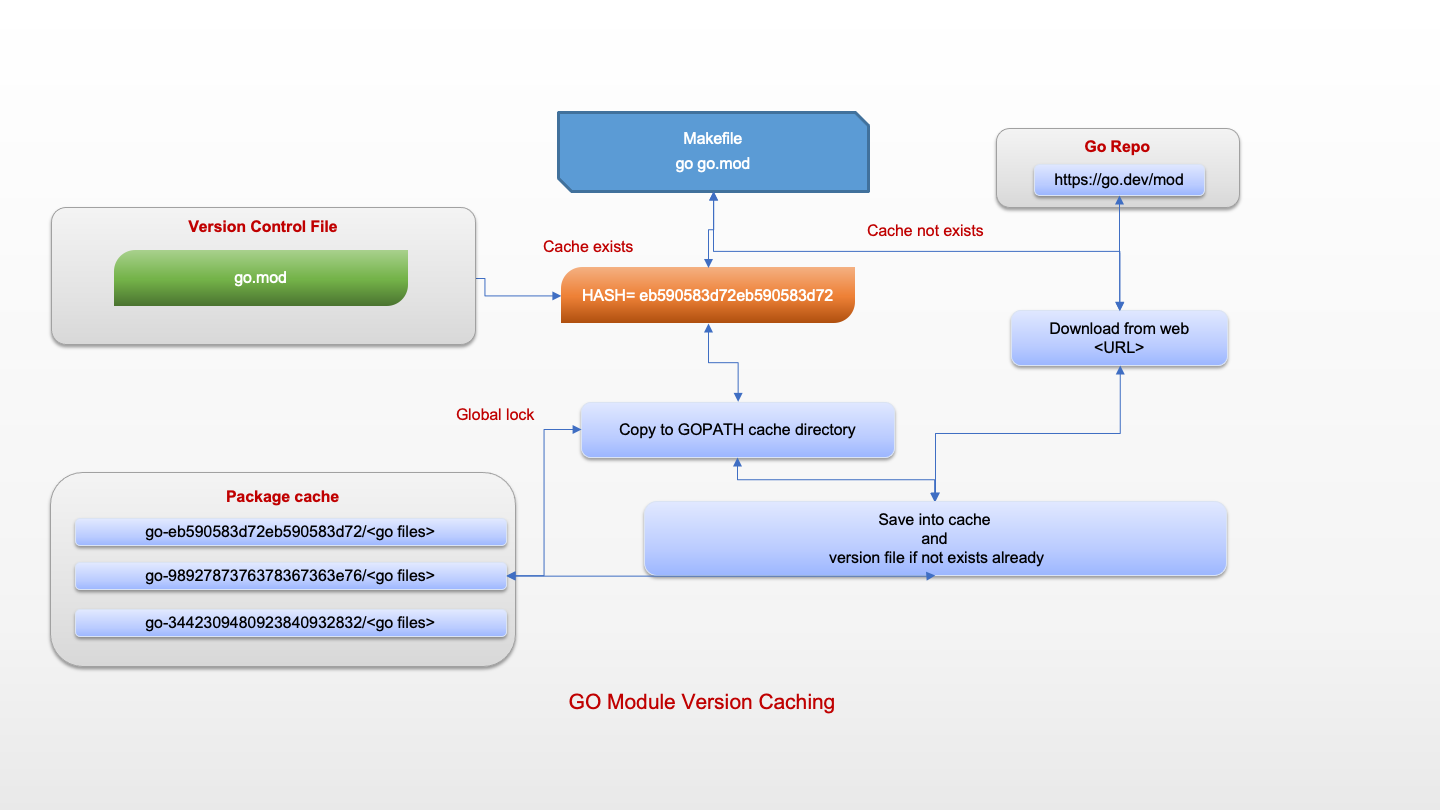 Makefile
go go.mod
Go Repo
https://go.dev/mod
Version Control File
go.mod
Cache exists
Cache not exists
HASH= eb590583d72eb590583d72
Download from web
<URL>
Global lock
Copy to GOPATH cache directory
Package cache
go-eb590583d72eb590583d72/<go files>
go-9892787376378367363e76/<go files>
go-3442309480923840932832/<go files>
Save into cache
and
version file if not exists already
GO Module Version Caching